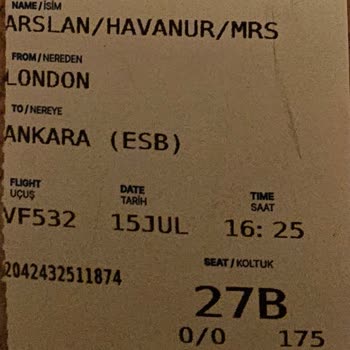 NAME/İSİM
ARSLAN/HAVANUR/MRS
FROM/NEREDEN
LONDON
TO/NEREYE
ANKARA (ESB)
FLIGHT DATE TIME
UÇUŞ TARİH SAAT
VF532 15JUL 16:25
SEAT/KOLTUK
2042432511874
27B
0/0 175